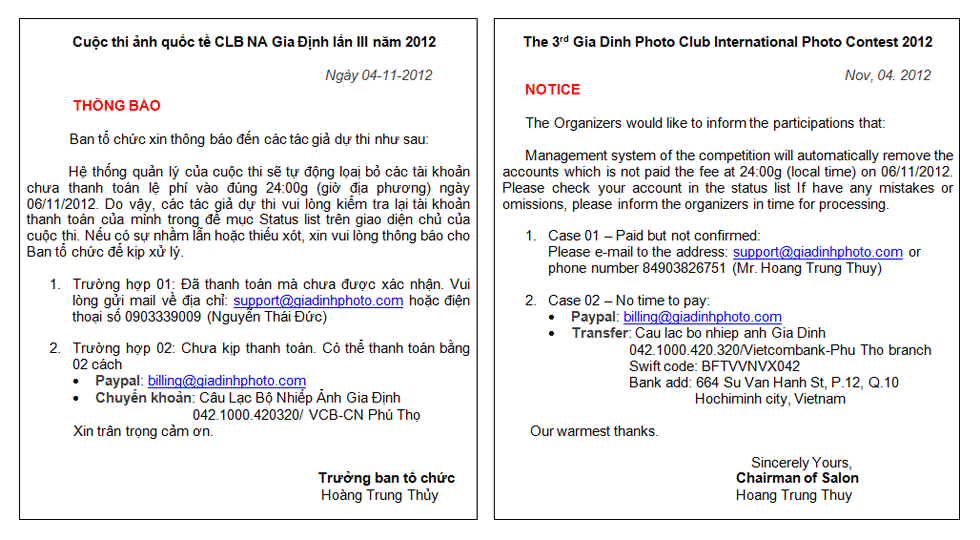 Cuộc thi ảnh quốc tế CLB NA Gia Định lần III năm 2012
Ngày 04-11-2012
THÔNG BÁO
Ban tổ chức xin thông báo đến các tác giả dự thi như sau:
Hệ thống quản lý của cuộc thi sẽ tự động lọại bỏ các tài khoản
chưa thanh toán lệ phí vào đúng 24:00g (giờ địa phương) ngày
06/11/2012. Do vậy, các tác giả dự thi vui lòng kiểm tra lại tài khoản
thanh toán của mình trong đề mục Status list trên giao diện chủ của
cuộc thi. Nếu có sự nhầm lẫn hoặc thiếu xót, xin vui lòng thông báo cho
Ban tổ chức để kịp xử lý.
1. Trường hợp 01: Đã thanh toán mà chưa được xác nhận. Vui
lòng gửi mail về địa chỉ: support@giadinhphoto.com hoặc điện
thoại số 0903339009 (Nguyễn Thái Đức)
2. Trường hợp 02: Chưa kịp thanh toán. Có thể thanh toán bằng
02 cách
• Paypal: billing@giadinhphoto.com
• Chuyển khoản: Câu Lạc Bộ Nhiếp Ảnh Gia Định
042.1000.420320/ VCB-CN Phú Thọ
Xin trân trọng cảm ơn.
Trưởng ban tổ chức
Hoàng Trung Thủy
The 3rd Gia Dinh Photo Club International Photo Contest 2012
Nov, 04. 2012
NOTICE
The Organizers would like to inform the participations that:
Management system of the competition will automatically remove the
accounts which is not paid the fee at 24:00g (local time) on 06/11/2012.
Please check your account in the status list If have any mistakes or
omissions, please inform the organizers in time for processing.
1. Case 01 – Paid but not confirmed:
Please e-mail to the address: support@giadinhphoto.com or
phone number 84903826751 (Mr. Hoang Trung Thuy)
2. Case 02 – No time to pay:
• Paypal: billing@giadinhphoto.com
• Transfer: Cau lac bo nhiep anh Gia Dinh
042.1000.420.320/Vietcombank-Phu Tho branch
Swift code: BFTVVNVX042
Bank add: 664 Su Van Hanh St, P.12, Q.10
Hochiminh city, Vietnam
Our warmest thanks.
Sincerely Yours,
Chairman of Salon
Hoang Trung Thuy